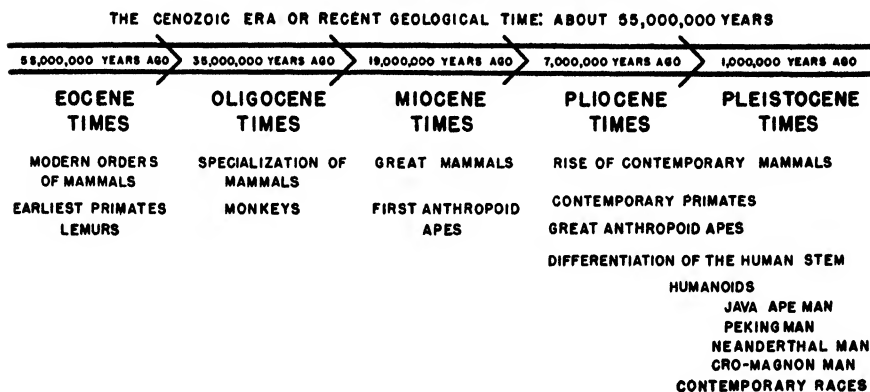 THE CENOZOIC ERA OR RECENT GEOLOGICAL TIME: ABOUT 55,000,000 YEARS
55,000,000 YEARS AGO
35,000,000 YEARS AGO
19,000,000 YEARS AGO
7,000,000 YEARS AGO
1,000,000 YEARS AGO
EOCENE
TIMES
OLIGOCENE
TIMES
MIOCENE
TIMES
PLIOCENE
TIMES
PLEISTOCENE
TIMES
MODERN ORDERS
OF MAMMALS
EARLIEST PRIMATES
LEMURS
SPECIALIZATION OF
MAMMALS
MONKEYS
GREAT MAMMALS
FIRST ANTHROPOID
APES
RISE OF CONTEMPORARY MAMMALS
CONTEMPORARY PRIMATES
GREAT ANTHROPOID APES
DIFFERENTIATION OF THE HUMAN STEM
HUMANOIDS
JAVA APE MAN
PEKING MAN
NEANDERTHAL MAN
CRO-MAGNON MAN
CONTEMPORARY RACES